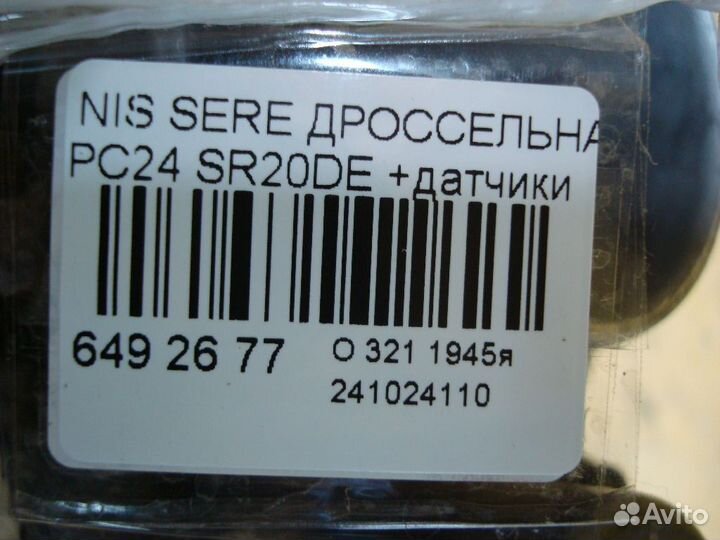 NIS SERE ДРОССЕЛЬНА
PC24 SR20DE +датчики
649 26 77
О 321 1945я
241024110
Avito